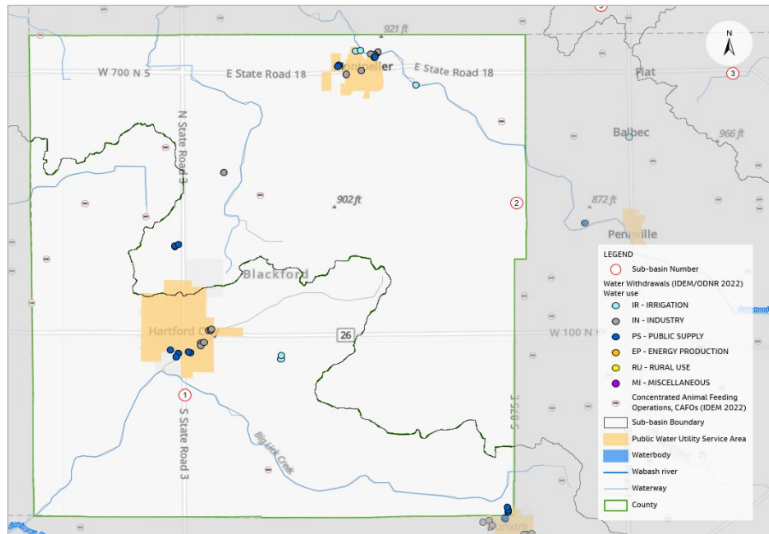 921 ft
N
W 700 N 5
E State Road 18
Montpelier
E State Road 18
Plat
3
Balbec
966 ft
N State Road 3
902 ft
2
872 ft
Pennville
Blackford
Hartford City
26
W 100 N
1
S State Road 3
S 875 E
Big Lick Creek
LEGEND
Sub-basin Number
Water Withdrawals (IDEM/ODNR 2022)
Water use
IR - IRRIGATION
IN - INDUSTRY
PS - PUBLIC SUPPLY
EP - ENERGY PRODUCTION
RU - RURAL USE
MI - MISCELLANEOUS
Concentrated Animal Feeding
Operations, CAFOs (IDEM 2022)
Sub-basin Boundary
Public Water Utility Service Area
Waterbody
Wabash river
Waterway
County